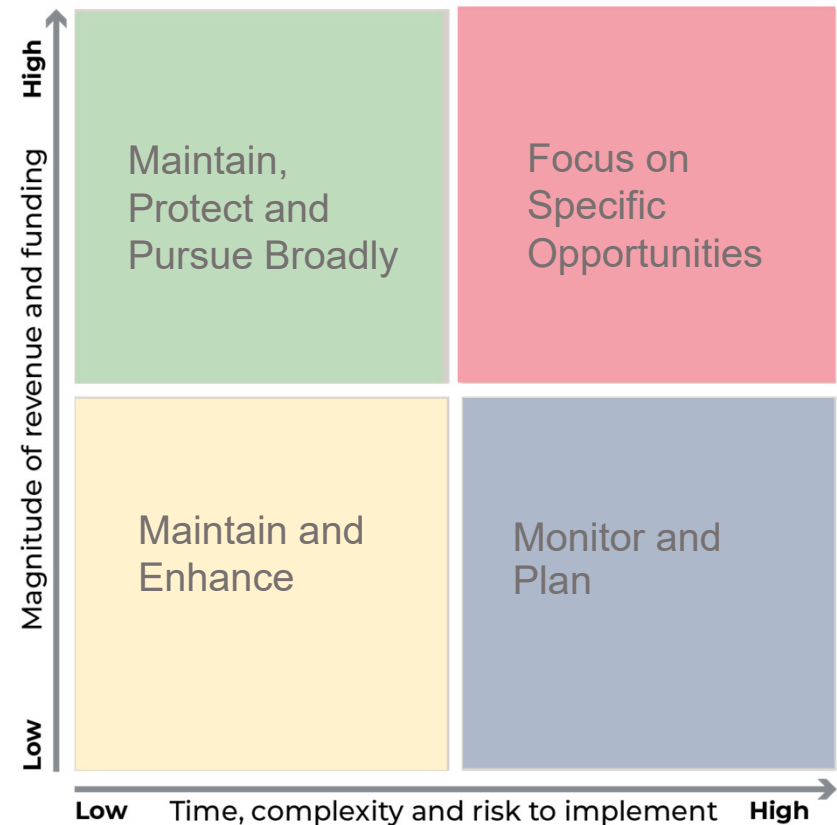 High
Magnitude of revenue and funding
Low
Maintain,
Protect and
Pursue Broadly
Focus on
Specific
Opportunities
Maintain and
Enhance
Monitor and
Plan
Low Time, complexity and risk to implement High